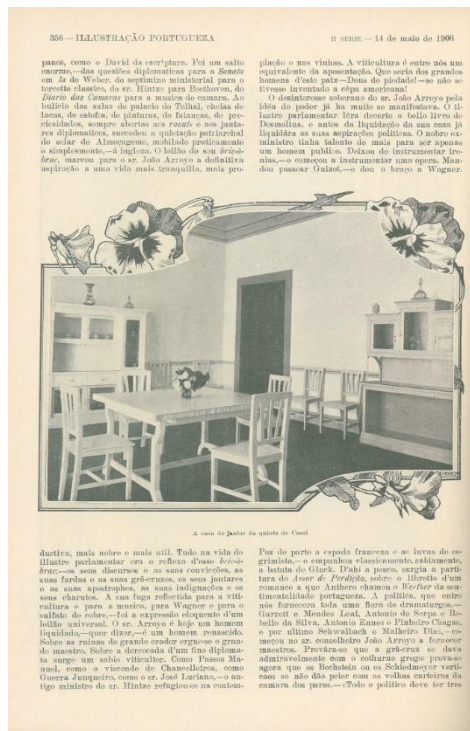 356 — ILLUSTRAÇÃO PORTUGUEZA
II SERIE — 14 de maio de 1906
panos, como o David da escriptura. Foi um salto
enorme,—das questões diplomaticas para a Sonata
em lá de Weber, do septimino ministerial para o
tercetto classico, do sr. Hintze para Beethoven, do
Diario das Camaras para a musica de camara. Ao
bulicio das salas do palacio do Telhal, cheias de
lacas, de estofos, de pinturas, de faianças, de pre-
ciosidades, sempre abertas aos rocats e aos janta-
res diplomaticos, succedeu a quietação patriarchal
do solar de Almoçageme, mobilado praticamente
e simplesmente,—á ingleza. O leilão do seu bric-à-
brac, marcou para o sr. João Arroyo a definitiva
aspiração a uma vida mais tranquilla, mais pro-
plação e nas vinhas. A viticultura é entre nós um
equivalente da aposentação. Que seria dos grandes
homens d'este paiz—Deus de piedade!—se não se
tivesse inventado a cêpa americana!
O desinteresse soberano do sr. João Arroyo pela
idéa do poder já ha muito se manifestava. O il-
lustre parlamentar lêra decerto o bello livro de
Desmolins, e antes da liquidação da sua casa já
liquidára as suas aspirações politicas. O nobre ex-
ministro tinha talento de mais para ser apenas
um homem publico. Deixou de instrumentar iro-
nias,—e começou a instrumentar uma opera. Man-
dou passear Guizot,—e deu o braço a Wagner.
A casa de jantar da quinta do Casal
ductiva, mais nobre e mais util. Tudo na vida do
illustre parlamentar era o reflexo d'esse bric-à-
brac,—os seus discursos e as suas convicções, as
suas fardas e as suas grã-cruzes, os seus jantares
e as suas apostrophes, as suas indignações e os
seus charutos. A sua fuga reflectida para a viti-
cultura e para a musica, para Wagner e para o
sulfato de cobre,—foi a expressão eloquente d'um
leilão universal. O sr. Arroyo é hoje um homem
liquidado,—quer dizer,—é um homem renascido.
Sobre as ruinas do grande orador ergue-se o gran-
de maestro. Sobre a derrocada d'um fino diploma-
ta surge um sabio viticultor. Como Passos Ma-
nuel, como o visconde de Chancelleiros, como
Guerra Junqueiro, como o sr. José Luciano,—o an-
tigo ministro do sr. Hintze refugiou-se na contem-
Poz de parte a espada franceza e as luvas de es-
grimista,—e empunhou classicamente, sabiamente,
a batuta de Gluck. D'ahi a pouco, surgia a parti-
tura do Amor de Perdição, sobre o libretto d'um
romance a que Anthero chamou o Werther da sen-
timentalidade portugueza. A politica, que entre
nós fornecera toda uma flora de dramaturgos,—
Garrett e Mendes Leal, Antonio de Serpa e Re-
bello da Silva, Antonio Ennes e Pinheiro Chagas,
e por ultimo Schwalbach e Malheiro Dias,—co-
meçou no sr. conselheiro João Arroyo a fornecer
maestros. Provára-se que a grã-cruz se dava
admiravelmente com o cothurno grego: prova-se
agora que os Bechstein ou os Schiedmayer verti-
caes se não dão peior com as velhas carteiras da
camara dos pares.—«Todo o politico deve ter tres